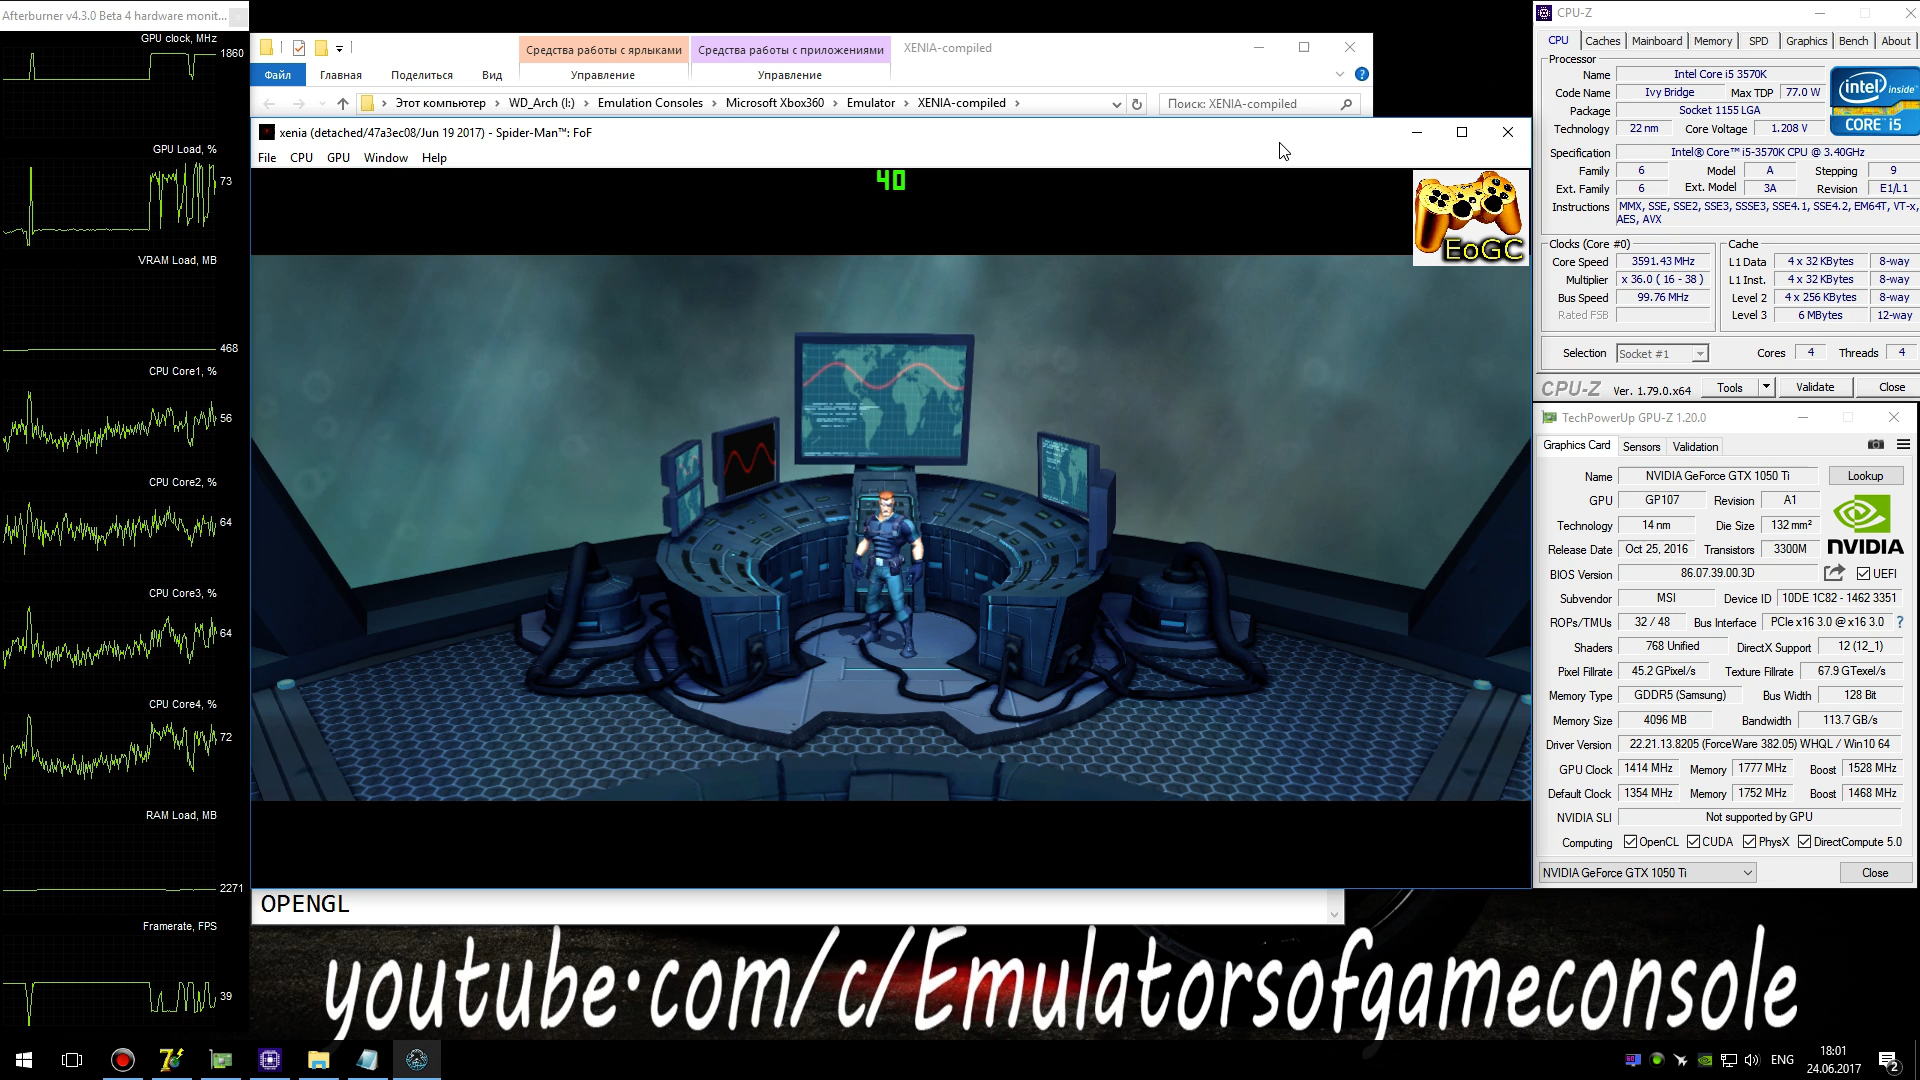 Afterburner v4.3.0 Beta 4 hardware monit...
GPU clock, MHz
1860
GPU Load, %
73
VRAM Load, MB
468
CPU Core1, %
56
CPU Core2, %
64
CPU Core3, %
64
CPU Core4, %
72
RAM Load, MB
2271
Framerate, FPS
39
Средства работы с ярлыками
Средства работы с приложениями
XENIA-compiled
Файл
Главная
Поделиться
Вид
Управление
Управление
Этот компьютер > WD_Arch (I:) > Emulation Consoles > Microsoft Xbox360 > Emulator > XENIA-compiled >
Поиск: XENIA-compiled
xenia (detached/47a3ec08/Jun 19 2017) - Spider-Man™: FoF
File CPU GPU Window Help
40
EoGC
OPENGL
youtube.com/c/Emulatorsofgameconsole
CPU-Z
CPU Caches Mainboard Memory SPD Graphics Bench About
Processor
Name Intel Core i5 3570K
Code Name Ivy Bridge Max TDP 77.0 W
Package Socket 1155 LGA
Technology 22 nm Core Voltage 1.208 V
intel inside™
CORE i5
Specification Intel® Core™ i5-3570K CPU @ 3.40GHz
Family 6 Model A Stepping 9
Ext. Family 6 Ext. Model 3A Revision E1/L1
Instructions MMX, SSE, SSE2, SSE3, SSSE3, SSE4.1, SSE4.2, EM64T, VT-x,
AES, AVX
Clocks (Core #0)
Core Speed 3591.43 MHz
Multiplier x 36.0 ( 16 - 38 )
Bus Speed 99.76 MHz
Rated FSB
Cache
L1 Data 4 x 32 KBytes 8-way
L1 Inst. 4 x 32 KBytes 8-way
Level 2 4 x 256 KBytes 8-way
Level 3 6 MBytes 12-way
Selection Socket #1 Cores 4 Threads 4
CPU-Z Ver. 1.79.0.x64 Tools Validate Close
TechPowerUp GPU-Z 1.20.0
Graphics Card Sensors Validation
Name NVIDIA GeForce GTX 1050 Ti Lookup
GPU GP107 Revision A1
Technology 14 nm Die Size 132 mm²
Release Date Oct 25, 2016 Transistors 3300M
NVIDIA
BIOS Version 86.07.39.00.3D UEFI
Subvendor MSI Device ID 10DE 1C82 - 1462 3351
ROPs/TMUs 32 / 48 Bus Interface PCIe x16 3.0 @ x16 3.0 ?
Shaders 768 Unified DirectX Support 12 (12_1)
Pixel Fillrate 45.2 GPixel/s Texture Fillrate 67.9 GTexel/s
Memory Type GDDR5 (Samsung) Bus Width 128 Bit
Memory Size 4096 MB Bandwidth 113.7 GB/s
Driver Version 22.21.13.8205 (ForceWare 382.05) WHQL / Win10 64
GPU Clock 1414 MHz Memory 1777 MHz Boost 1528 MHz
Default Clock 1354 MHz Memory 1752 MHz Boost 1468 MHz
NVIDIA SLI Not supported by GPU
Computing OpenCL CUDA PhysX DirectCompute 5.0
NVIDIA GeForce GTX 1050 Ti Close
ENG
18:01
24.06.2017
2